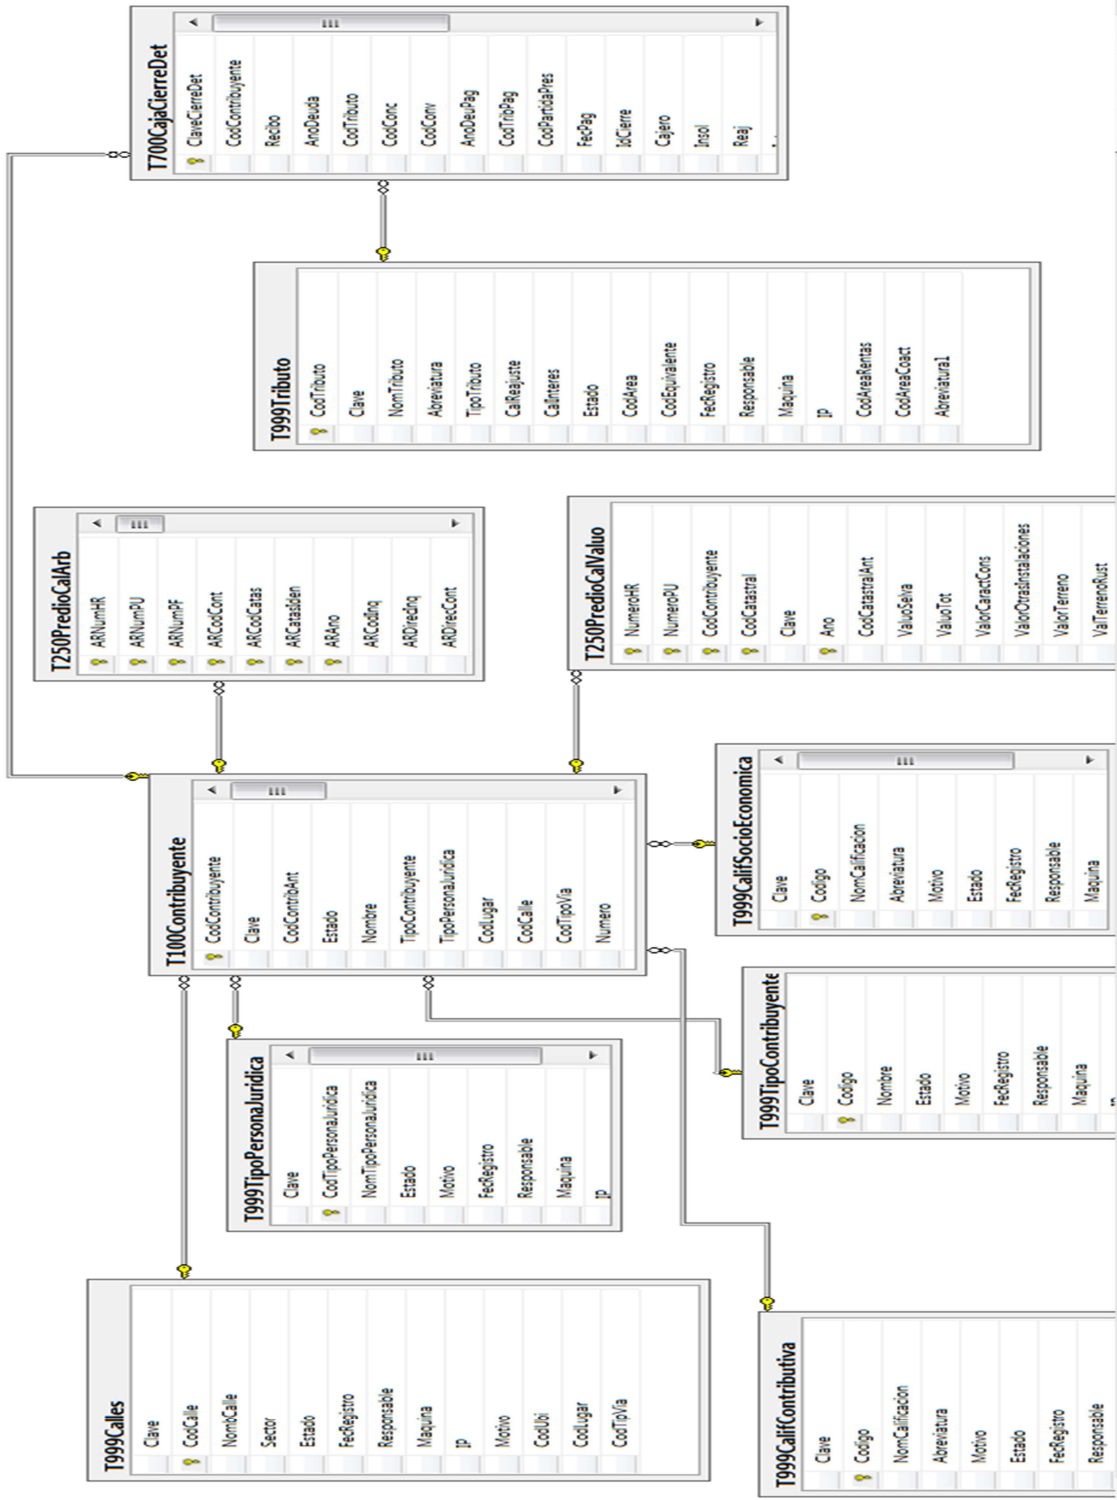 T999Calles
Clave
CodCalle
NombCalle
Sector
Estado
FecRegistro
Responsable
Maquina
IP
Motivo
CodUbi
CodLugar
CodTipVia
T999TipoPersonaJuridica
Clave
CodTipoPersonaJuridica
NomTipoPersonaJuridica
Estado
Motivo
FecRegistro
Responsable
Maquina
IP
T999CalifContributiva
Clave
Codigo
NomCalificacion
Abreviatura
Motivo
Estado
FecRegistro
Responsable
T999TipoContribuyente
Clave
Codigo
Nombre
Estado
Motivo
FecRegistro
Responsable
Maquina
T100Contribuyente
CodContribuyente
Clave
CodContribAnt
Estado
Nombre
TipoContribuyente
TipoPersonaJuridica
CodLugar
CodCalle
CodTipoVia
Numero
T999CalifSocioEconomica
Clave
Codigo
NomCalificacion
Abreviatura
Motivo
Estado
FecRegistro
Responsable
Maquina
T250PredioCalArb
ARNumHR
ARNumPU
ARNumPF
ARCodCont
ARCodCatas
ARCatasIden
ARAno
ARCodInq
ARDirecInq
ARDirecCont
T250PredioCalValuo
NumeroHR
NumeroPU
CodContribuyente
CodCatastral
Clave
Ano
CodCatastralAnt
ValuoSelva
ValuoTot
ValorCaractCons
ValorObrasInstalaciones
ValorTerreno
ValTerrenoRust
T999Tributo
CodTributo
Clave
NomTributo
Abreviatura
TipoTributo
CalReajuste
CalInteres
Estado
CodArea
CodEquivalente
FecRegistro
Responsable
Maquina
IP
CodAreaRentas
CodAreaCoact
Abreviatura1
T700CajaCierreDet
ClaveCierreDet
CodContribuyente
Recibo
AnoDeuda
CodTributo
CodConc
CodConv
AnoDeuPag
CodTribPag
CodPartidaPres
FecPag
IdCierre
Cajero
Insol
Reaj